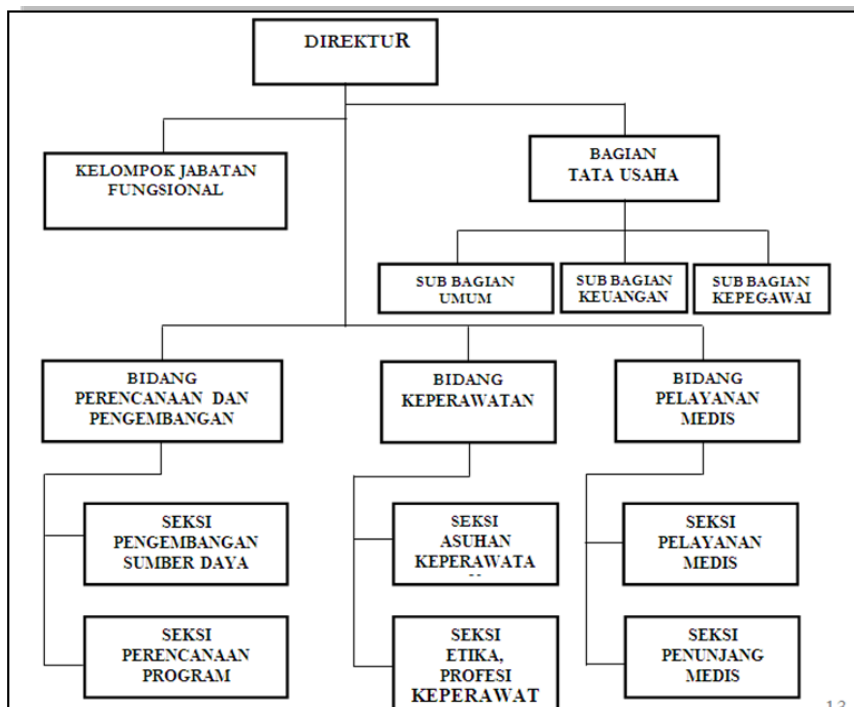 DIREKTUR
KELOMPOK JABATAN
FUNGSIONAL
BAGIAN
TATA USAHA
SUB BAGIAN
UMUM
SUB BAGIAN
KEUANGAN
SUB BAGIAN
KEPEGAWAI
BIDANG
PERENCANAAN DAN
PENGEMBANGAN
BIDANG
KEPERAWATAN
BIDANG
PELAYANAN
MEDIS
SEKSI
PENGEMBANGAN
SUMBER DAYA
SEKSI
ASUHAN
KEPERAWATA
SEKSI
PELAYANAN
MEDIS
SEKSI
PERENCANAAN
PROGRAM
SEKSI
ETIKA,
PROFESI
KEPERAWAT
SEKSI
PENUNJANG
MEDIS